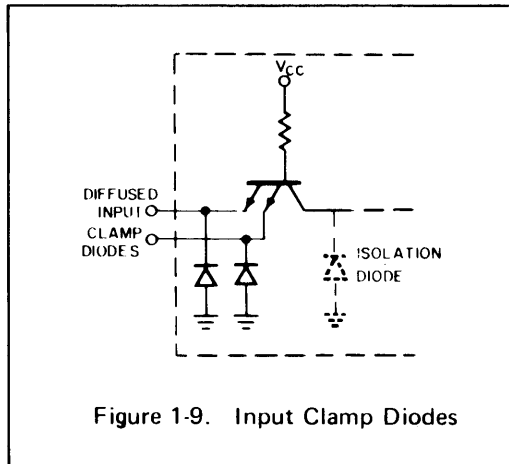 VCC
DIFFUSED
INPUT
CLAMP
DIODES
ISOLATION
DIODE
Figure 1-9. Input Clamp Diodes